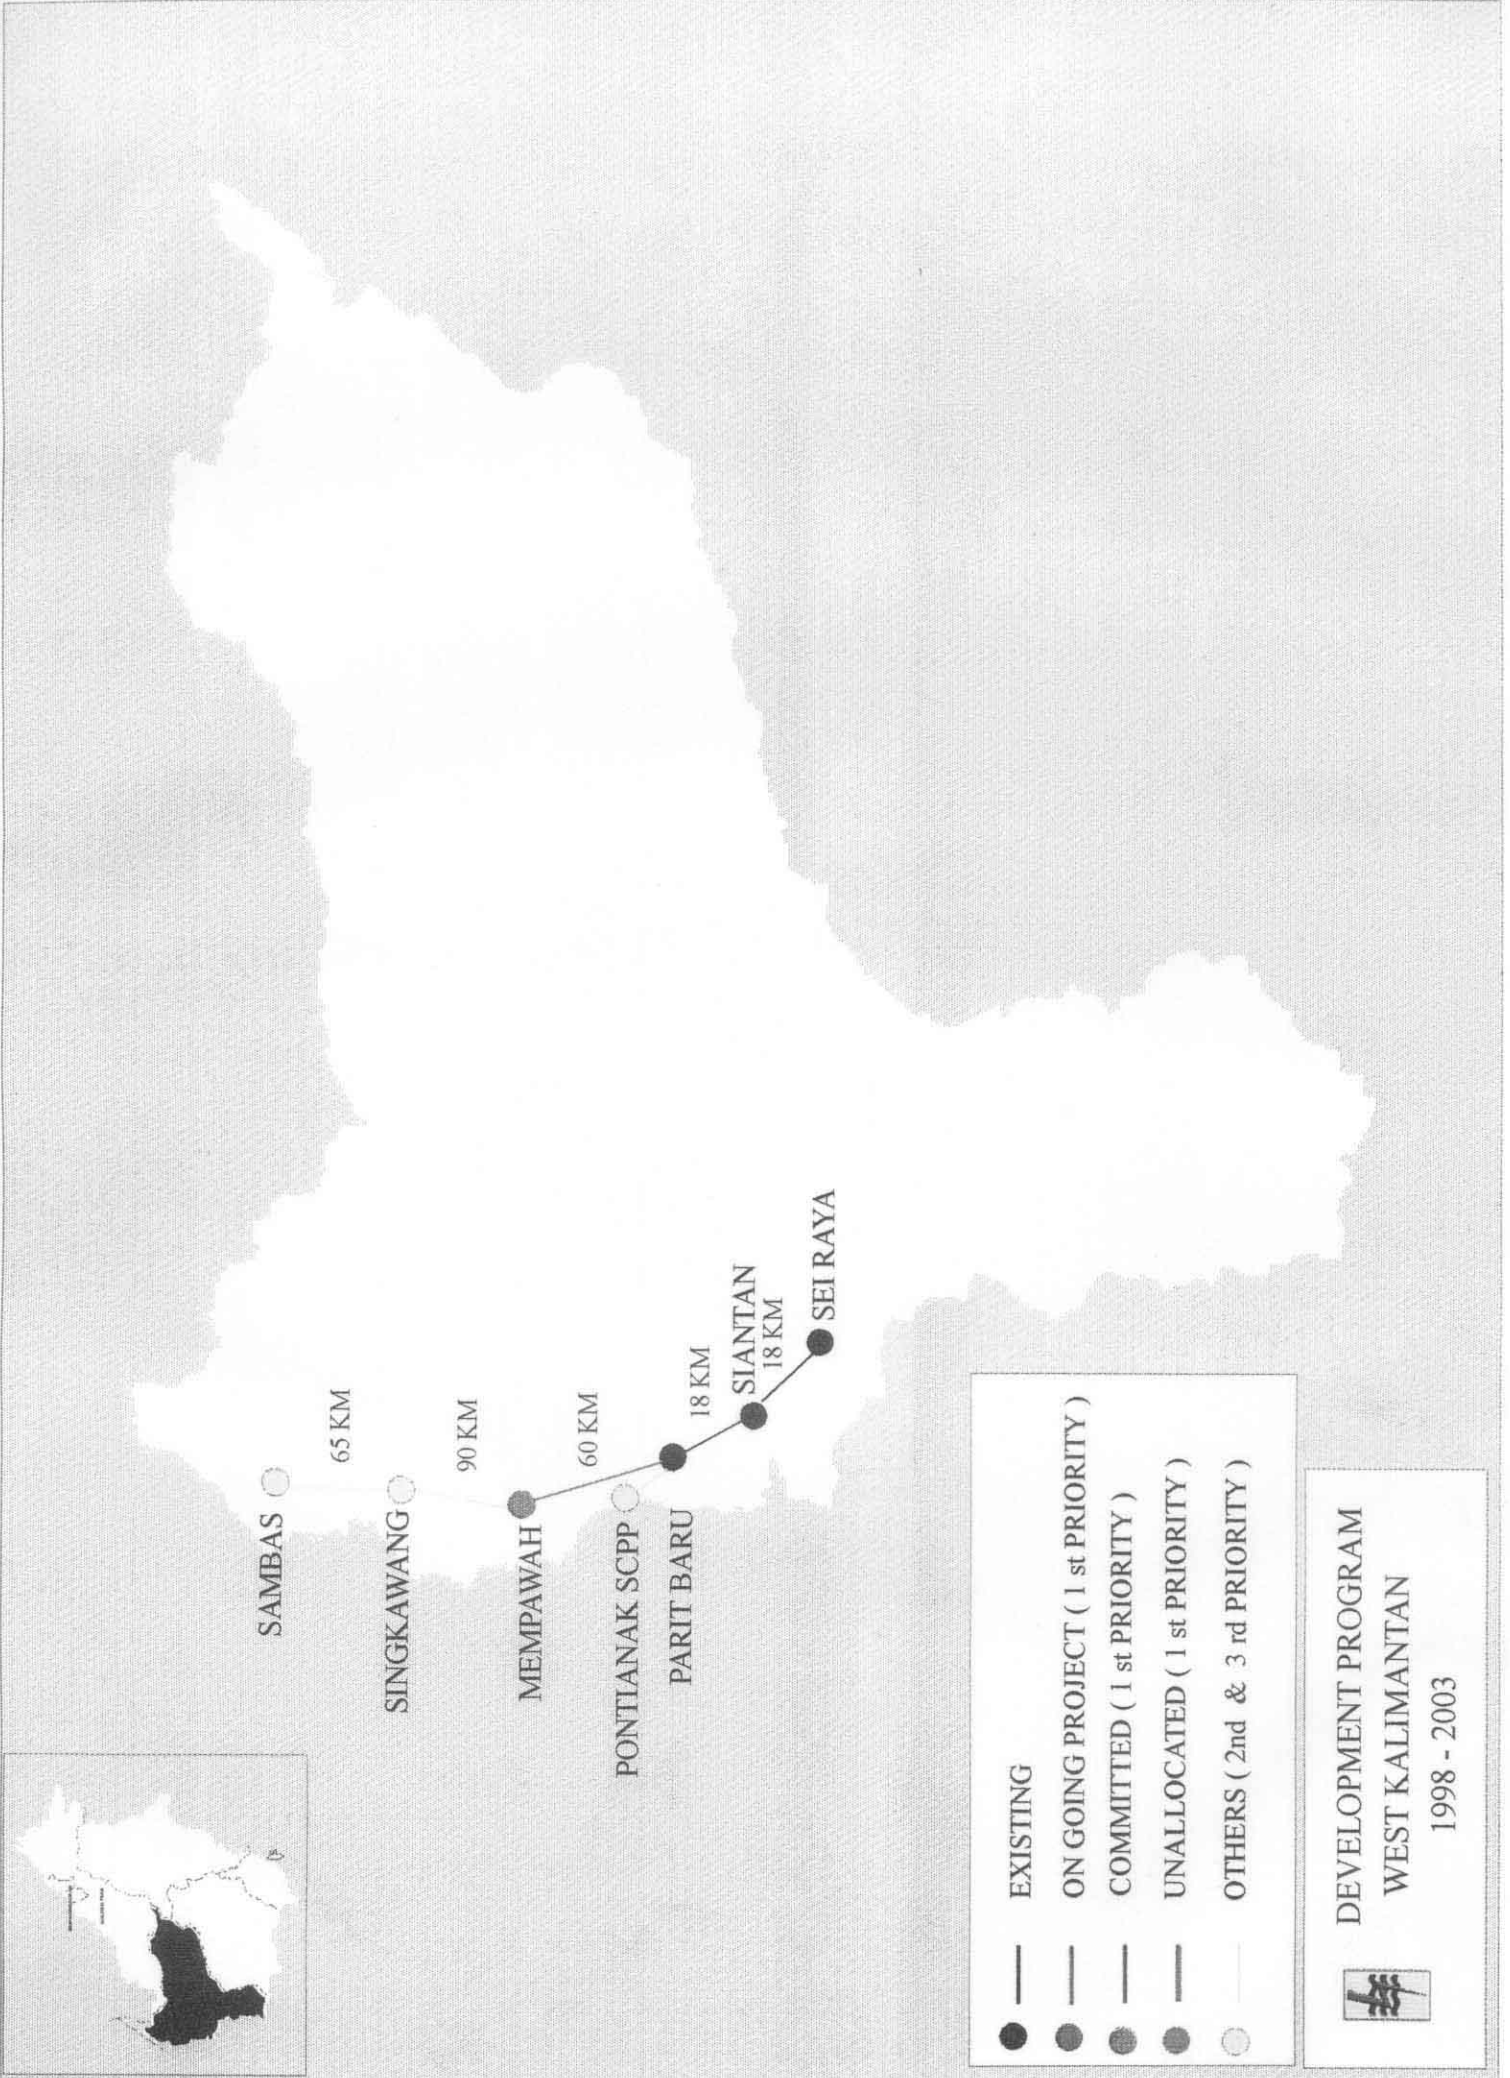 SAMBAS
65 KM
SINGKAWANG
90 KM
MEMPAWAH
60 KM
PONTIANAK SCPP
PARIT BARU
18 KM
SIANTAN
18 KM
SEI RAYA
EXISTING
ON GOING PROJECT ( 1 st PRIORITY )
COMMITTED ( 1 st PRIORITY )
UNALLOCATED ( 1 st PRIORITY )
OTHERS ( 2nd & 3 rd PRIORITY )
DEVELOPMENT PROGRAM
WEST KALIMANTAN
1998 - 2003